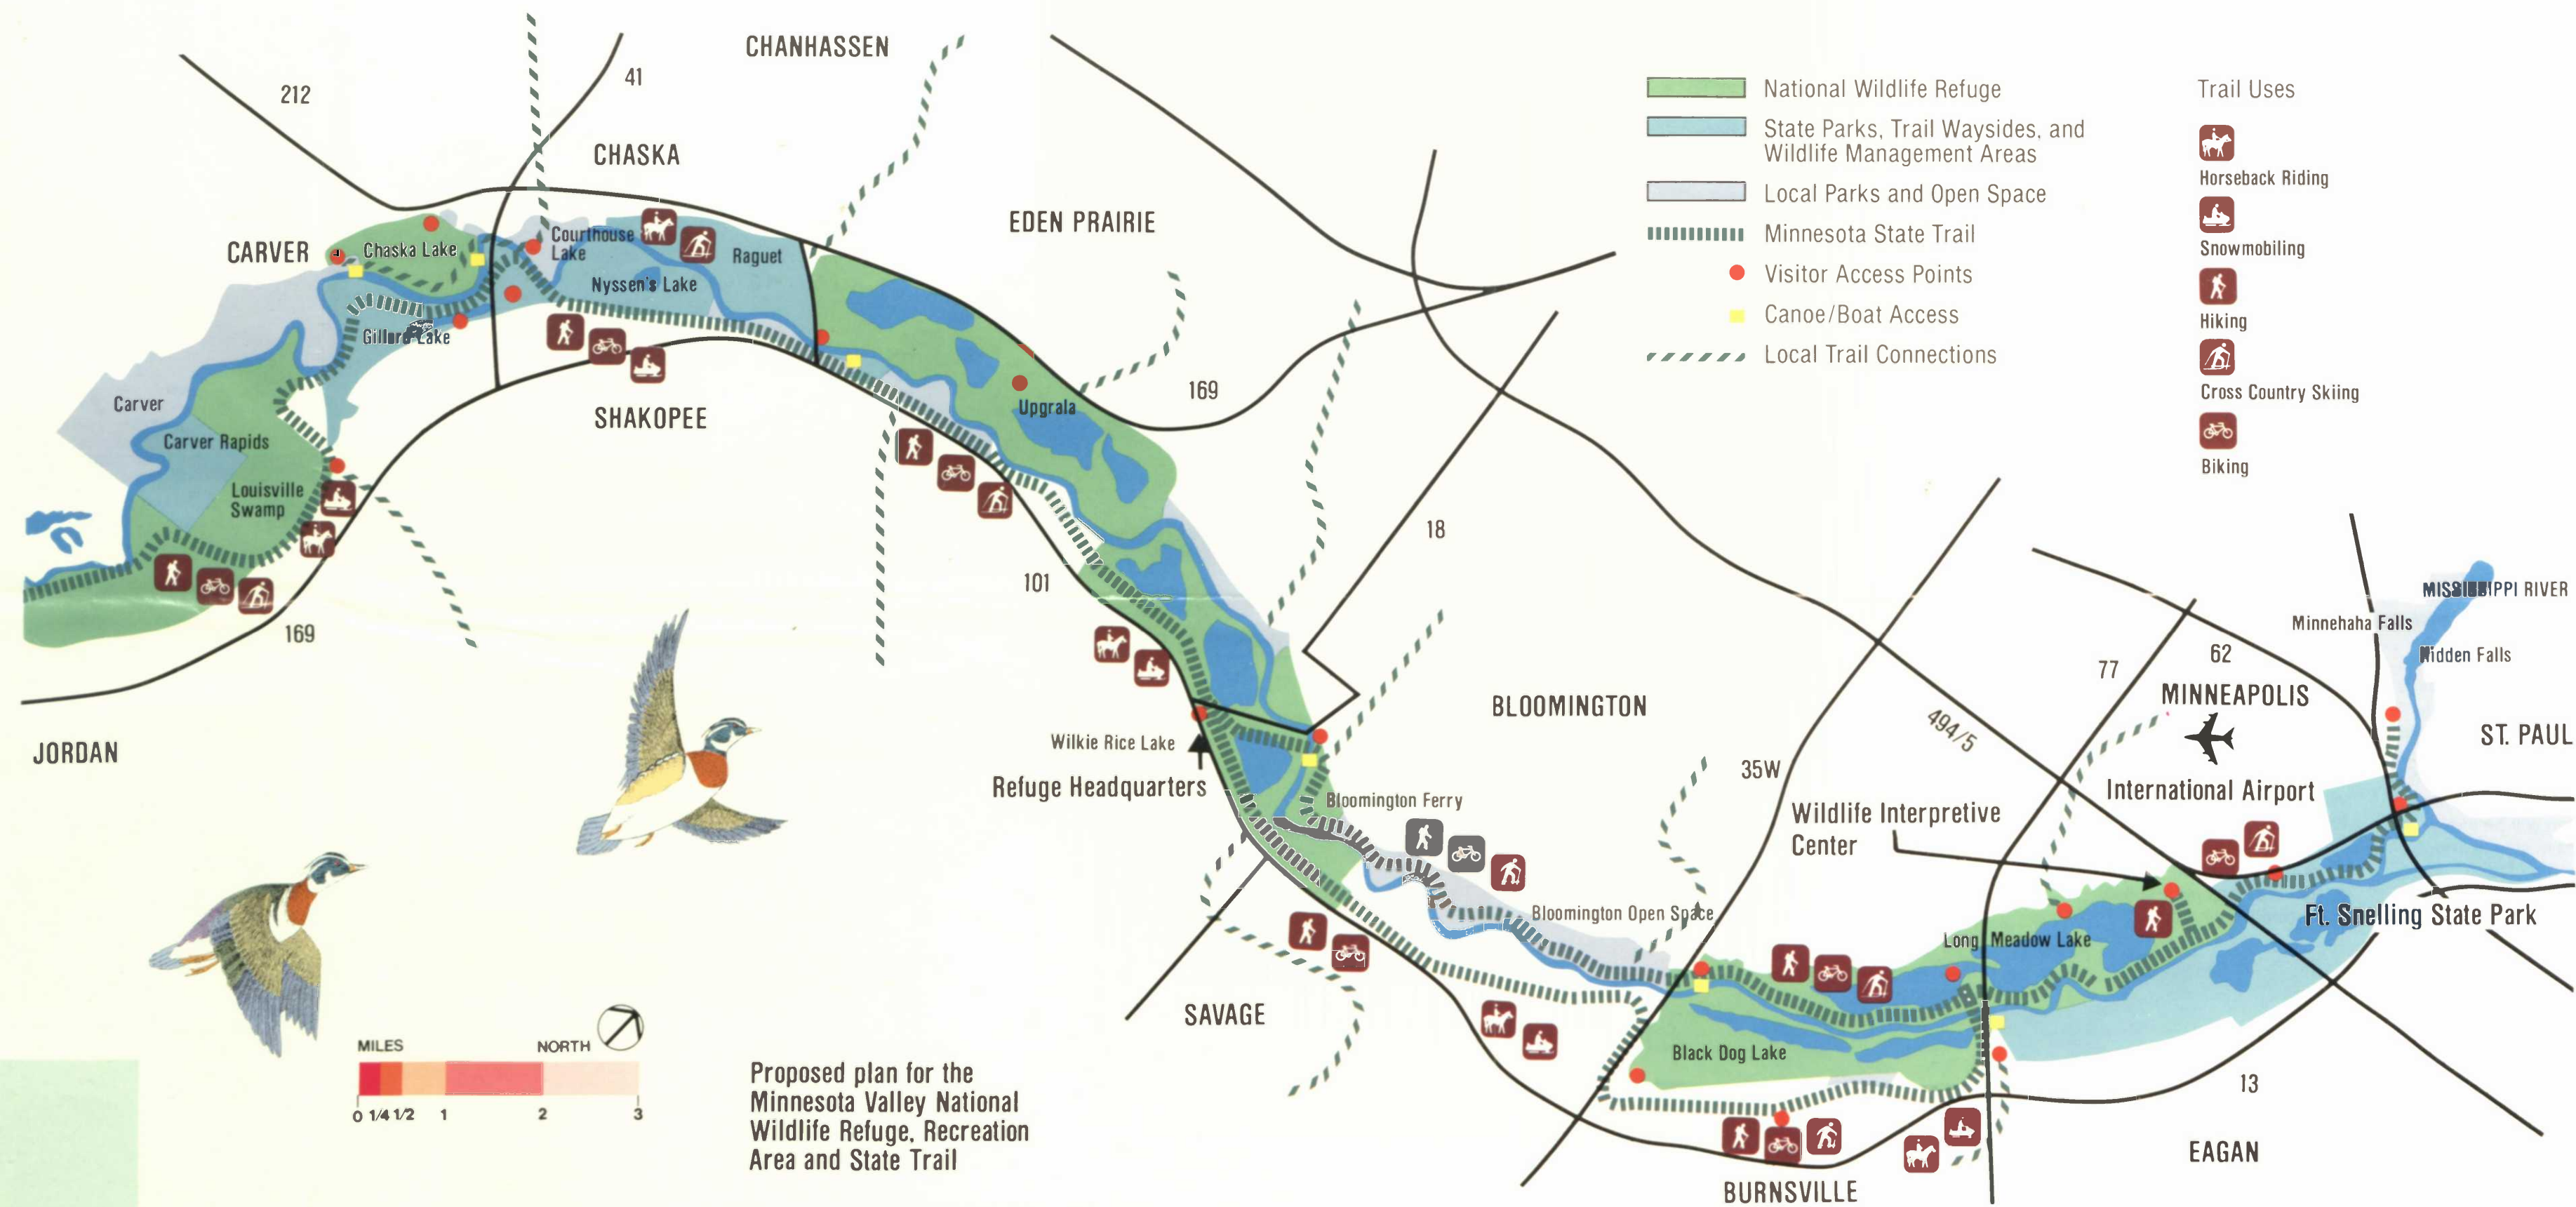 CHANHASSEN
212
41
CHASKA
CARVER
Chaska Lake
Courthouse
Lake
Raguet
Nyssen's Lake
EDEN PRAIRIE
Carver
Carver Rapids
Louisville
Swamp
SHAKOPEE
Upgrala
169
18
101
169
JORDAN
National Wildlife Refuge
State Parks, Trail Waysides, and
Wildlife Management Areas
Local Parks and Open Space
Minnesota State Trail
Visitor Access Points
Canoe/Boat Access
Local Trail Connections
Trail Uses
Horseback Riding
Snowmobiling
Hiking
Cross Country Skiing
Biking
Wilkie Rice Lake
Refuge Headquarters
BLOOMINGTON
Bloomington Ferry
Bloomington Open Space
35W
494/5
77
62
MINNEAPOLIS
International Airport
Wildlife Interpretive
Center
MISSISSIPPI RIVER
Minnehaha Falls
Hidden Falls
ST. PAUL
Ft. Snelling State Park
Long Meadow Lake
Black Dog Lake
SAVAGE
13
EAGAN
BURNSVILLE
MILES
NORTH
0 1/4 1/2 1 2 3
Proposed plan for the
Minnesota Valley National
Wildlife Refuge, Recreation
Area and State Trail